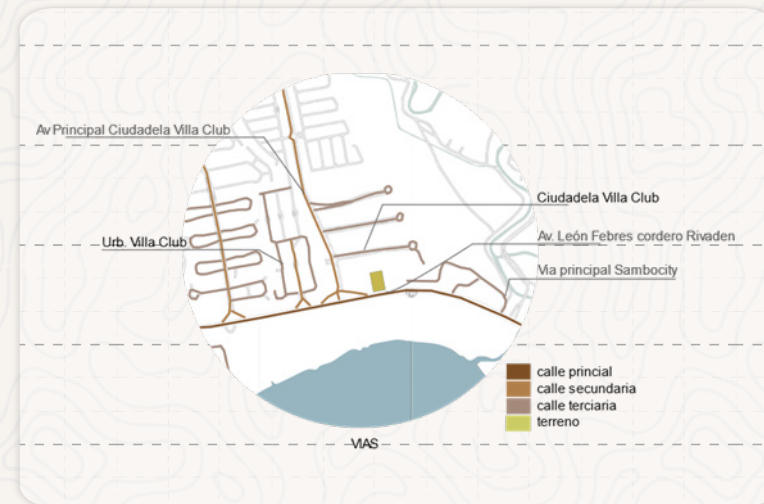 Av Principal Ciudadela Villa Club
Ciudadela Villa Club
Urb. Villa Club
Av. León Febres cordero Rivaden
Via principal Sambocity
calle princial
calle secundaria
calle terciaria
terreno
VIAS